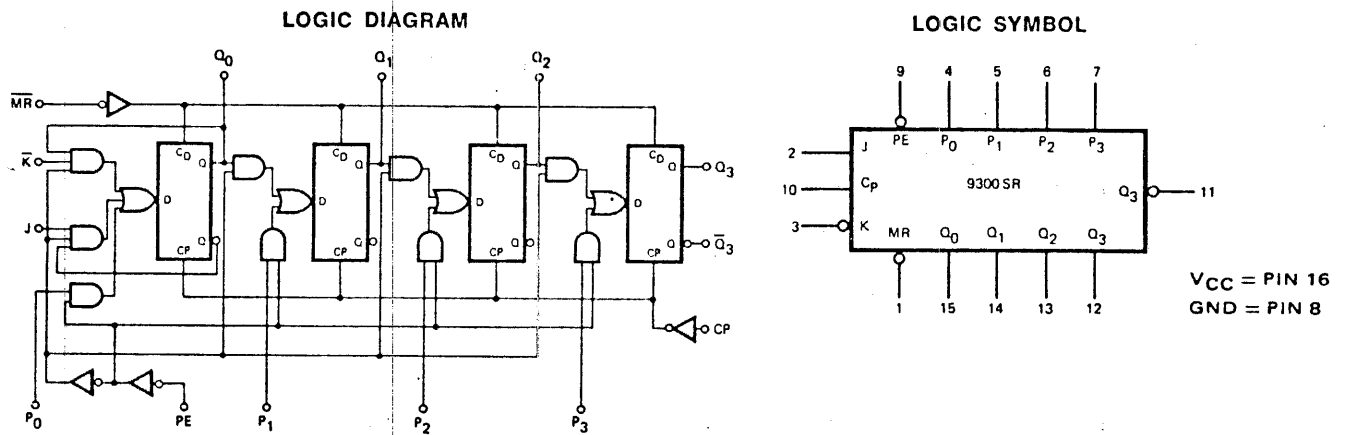 LOGIC DIAGRAM
Q0
Q1
Q2
MR
K
J
CD
Q
D
CP
Q
CD
Q
D
CP
Q
CD
Q
D
CP
Q
CD
Q
D
CP
Q
Q3
Q̅3
CP
P0
PE
P1
P2
P3
LOGIC SYMBOL
9
4
5
6
7
2
J
PE
P0
P1
P2
P3
10
CP
9300 SR
Q3
11
3
K
MR
Q0
Q1
Q2
Q3
1
15
14
13
12
VCC = PIN 16
GND = PIN 8